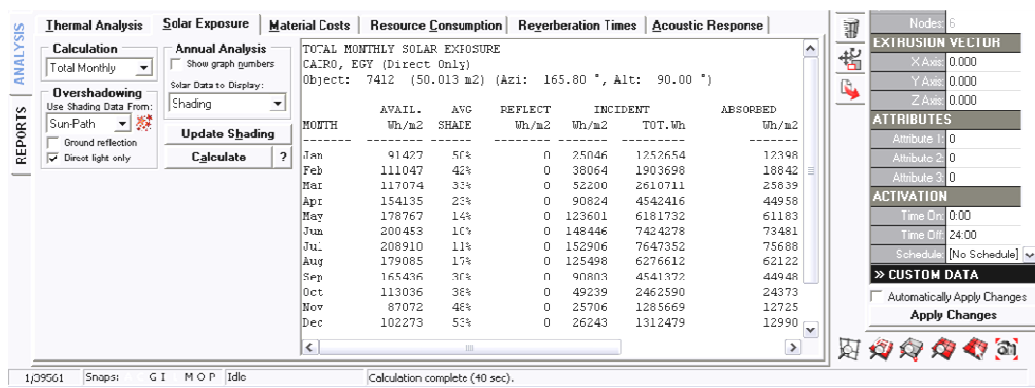 ANALYSIS
REPORTS
Thermal Analysis
Solar Exposure
Material Costs
Resource Consumption
Reverberation Times
Acoustic Response
Calculation
Total Monthly
Overshadowing
Use Shading Data From:
Sun-Path
Ground reflection
Direct light only
Annual Analysis
Show graph numbers
Solar Data to Display:
Shading
Update Shading
Calculate ?
TOTAL MONTHLY SOLAR EXPOSURE
CAIRO, EGY (Direct Only)
Object: 7412 (50.013 m2) (Azi: 165.80 °, Alt: 90.00 °)
AVAIL. AVG REFLECT INCIDENT ABSORBED
MONTH Wh/m2 SHADE Wh/m2 Wh/m2 TOT.Wh Wh/m2
Jan 91427 50% 0 25046 1252654 12398
Feb 111047 42% 0 38064 1903698 18842
Mar 117074 33% 0 52200 2610711 25839
Apr 154135 23% 0 90824 4542416 44958
May 178767 14% 0 123601 6181732 61183
Jun 200453 10% 0 148446 7424278 73481
Jul 208910 11% 0 152906 7647352 75688
Aug 179085 17% 0 125498 6276612 62122
Sep 165436 30% 0 90803 4541372 44948
Oct 113036 38% 0 49239 2462590 24373
Nov 87072 48% 0 25706 1285669 12725
Dec 102273 53% 0 26243 1312479 12990
Nodes: 6
EXTRUSION VECTOR
X Axis: 0.000
Y Axis: 0.000
Z Axis: 0.000
ATTRIBUTES
Attribute 1: 0
Attribute 2: 0
Attribute 3: 0
ACTIVATION
Time On: 0:00
Time Off: 24:00
Schedule: [No Schedule]
» CUSTOM DATA
Automatically Apply Changes
Apply Changes
1/39561 Snaps: G I M O P Idle Calculation complete (40 sec).